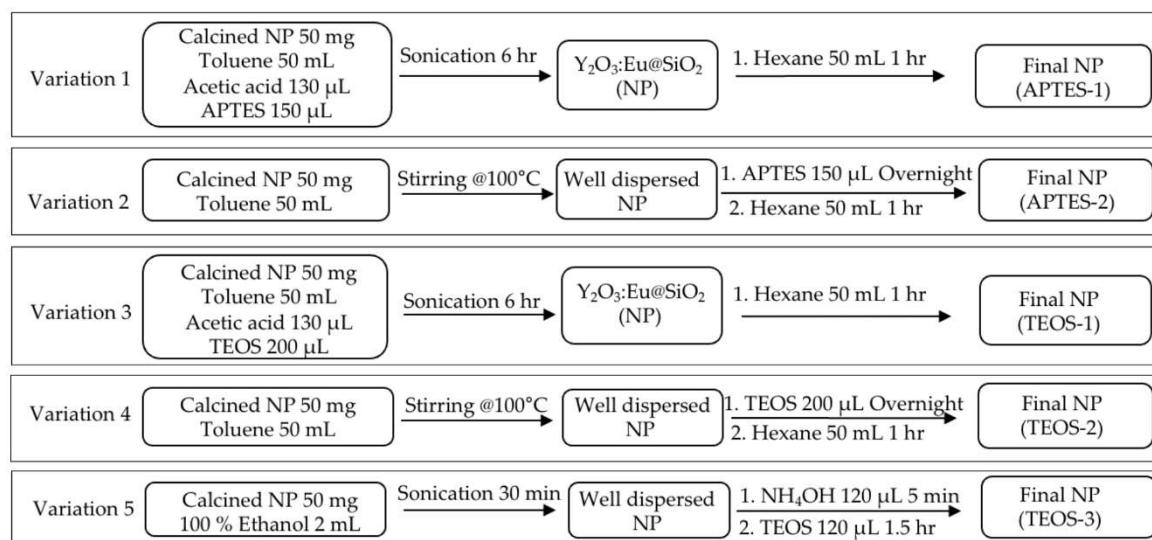 Variation 1
Calcined NP 50 mg
Toluene 50 mL
Acetic acid 130 µL
APTES 150 µL
Sonication 6 hr
Y₂O₃:Eu@SiO₂
(NP)
1. Hexane 50 mL 1 hr
Final NP
(APTES-1)
Variation 2
Calcined NP 50 mg
Toluene 50 mL
Stirring @100°C
Well dispersed
NP
1. APTES 150 µL Overnight
2. Hexane 50 mL 1 hr
Final NP
(APTES-2)
Variation 3
Calcined NP 50 mg
Toluene 50 mL
Acetic acid 130 µL
TEOS 200 µL
Sonication 6 hr
Y₂O₃:Eu@SiO₂
(NP)
1. Hexane 50 mL 1 hr
Final NP
(TEOS-1)
Variation 4
Calcined NP 50 mg
Toluene 50 mL
Stirring @100°C
Well dispersed
NP
1. TEOS 200 µL Overnight
2. Hexane 50 mL 1 hr
Final NP
(TEOS-2)
Variation 5
Calcined NP 50 mg
100 % Ethanol 2 mL
Sonication 30 min
Well dispersed
NP
1. NH₄OH 120 µL 5 min
2. TEOS 120 µL 1.5 hr
Final NP
(TEOS-3)